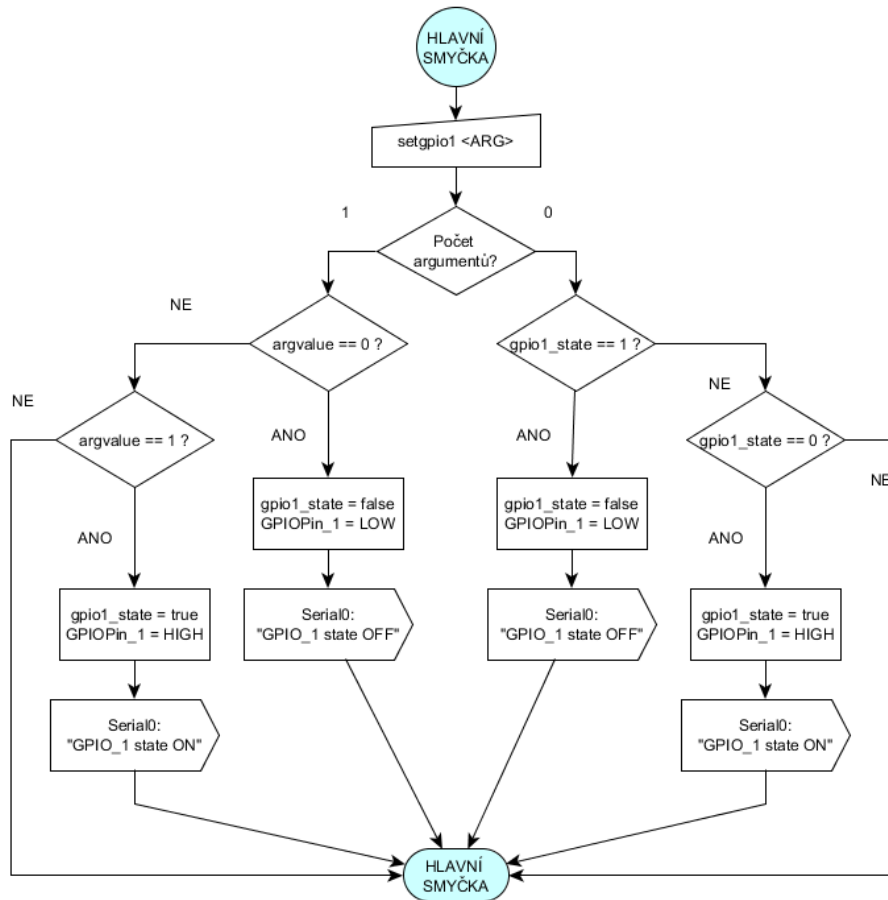 HLAVNÍ
SMYČKA
setgpio1 <ARG>
1
0
Počet
argumentů?
NE
argvalue == 0 ?
gpio1_state == 1 ?
NE
NE
argvalue == 1 ?
ANO
ANO
gpio1_state == 0 ?
NE
gpio1_state = false
GPIOPin_1 = LOW
gpio1_state = false
GPIOPin_1 = LOW
ANO
ANO
gpio1_state = true
GPIOPin_1 = HIGH
Serial0:
"GPIO_1 state OFF"
Serial0:
"GPIO_1 state OFF"
gpio1_state = true
GPIOPin_1 = HIGH
Serial0:
"GPIO_1 state ON"
Serial0:
"GPIO_1 state ON"
HLAVNÍ
SMYČKA